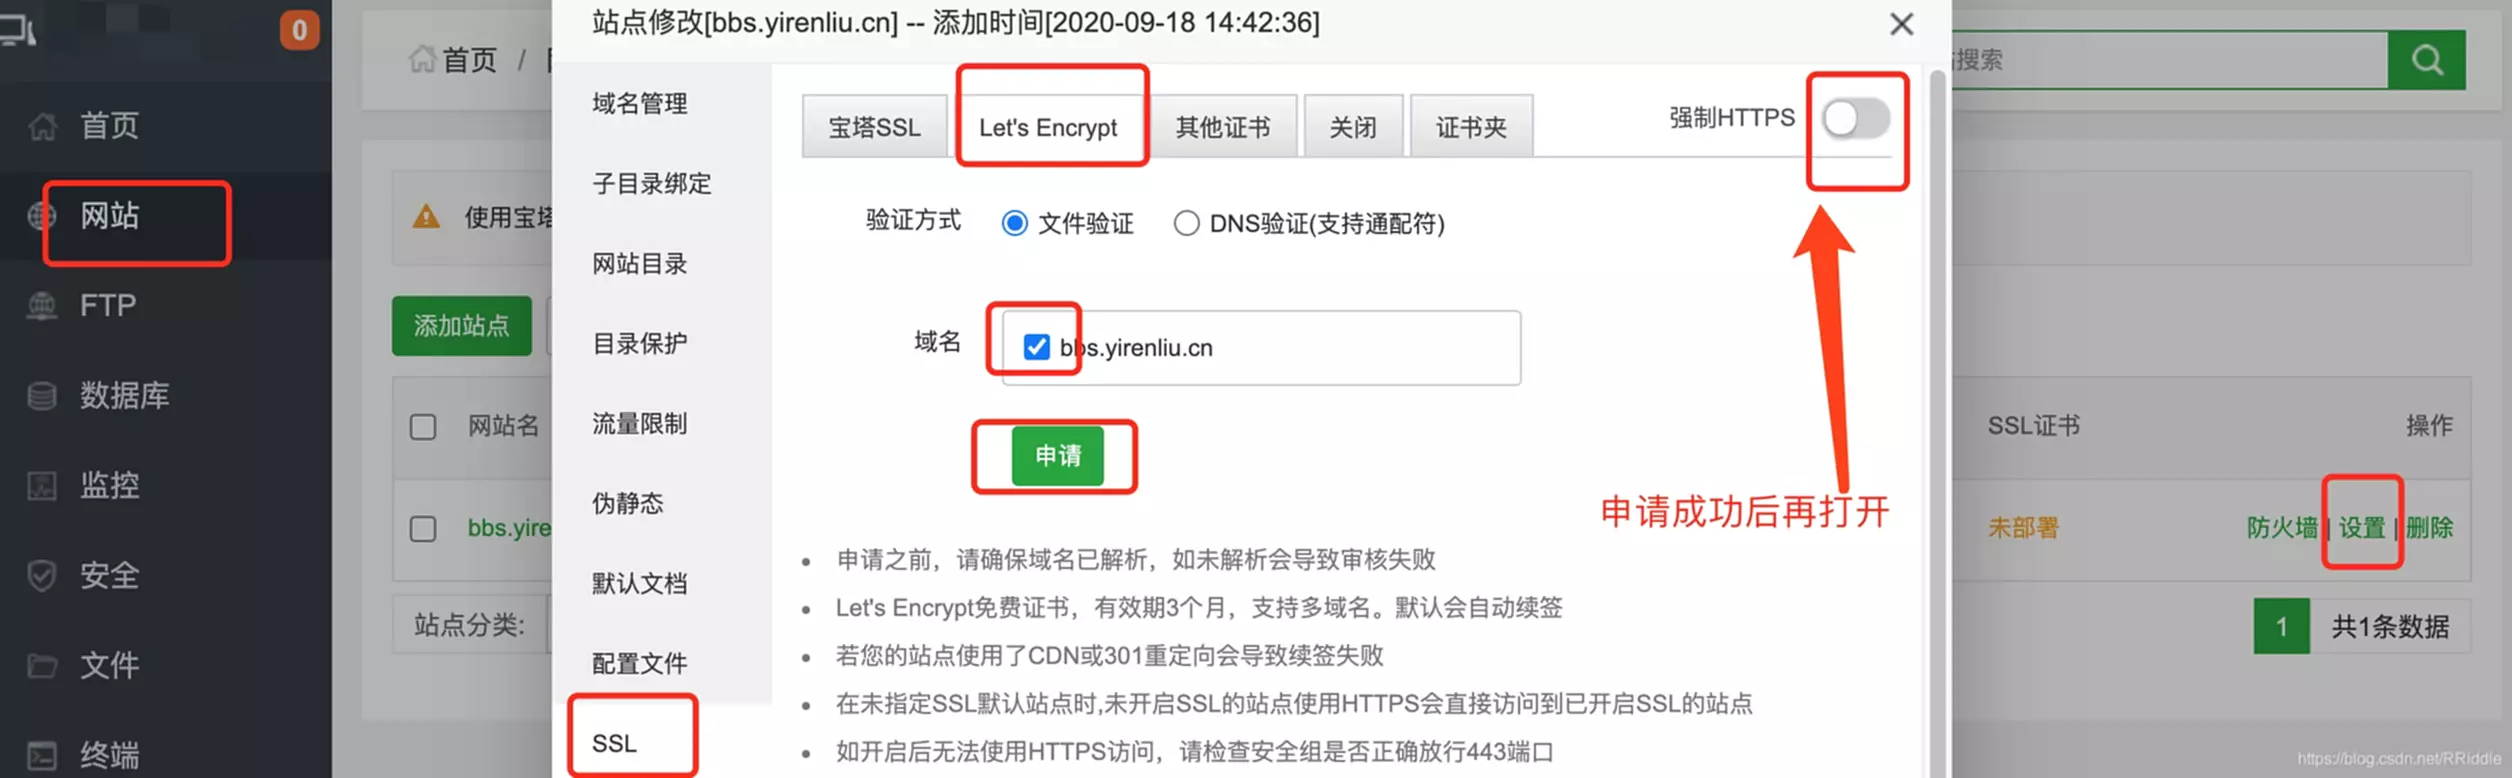 0
首页
网站
FTP
数据库
监控
安全
文件
终端
首页 /
使用宝塔
添加站点
网站名
bbs.yire
站点分类:
站点修改[bbs.yirenliu.cn] -- 添加时间[2020-09-18 14:42:36]
域名管理
子目录绑定
网站目录
目录保护
流量限制
伪静态
默认文档
配置文件
SSL
宝塔SSL Let's Encrypt 其他证书 关闭 证书夹 强制HTTPS
验证方式 文件验证 DNS验证(支持通配符)
域名 bbs.yirenliu.cn
申请
申请成功后再打开
• 申请之前，请确保域名已解析，如未解析会导致审核失败
• Let's Encrypt免费证书，有效期3个月，支持多域名。默认会自动续签
• 若您的站点使用了CDN或301重定向会导致续签失败
• 在未指定SSL默认站点时,未开启SSL的站点使用HTTPS会直接访问到已开启SSL的站点
• 如开启后无法使用HTTPS访问，请检查安全组是否正确放行443端口
搜索
SSL证书 操作
未部署 防火墙 | 设置 | 删除
1 共1条数据
https://blog.csdn.net/RRiddle